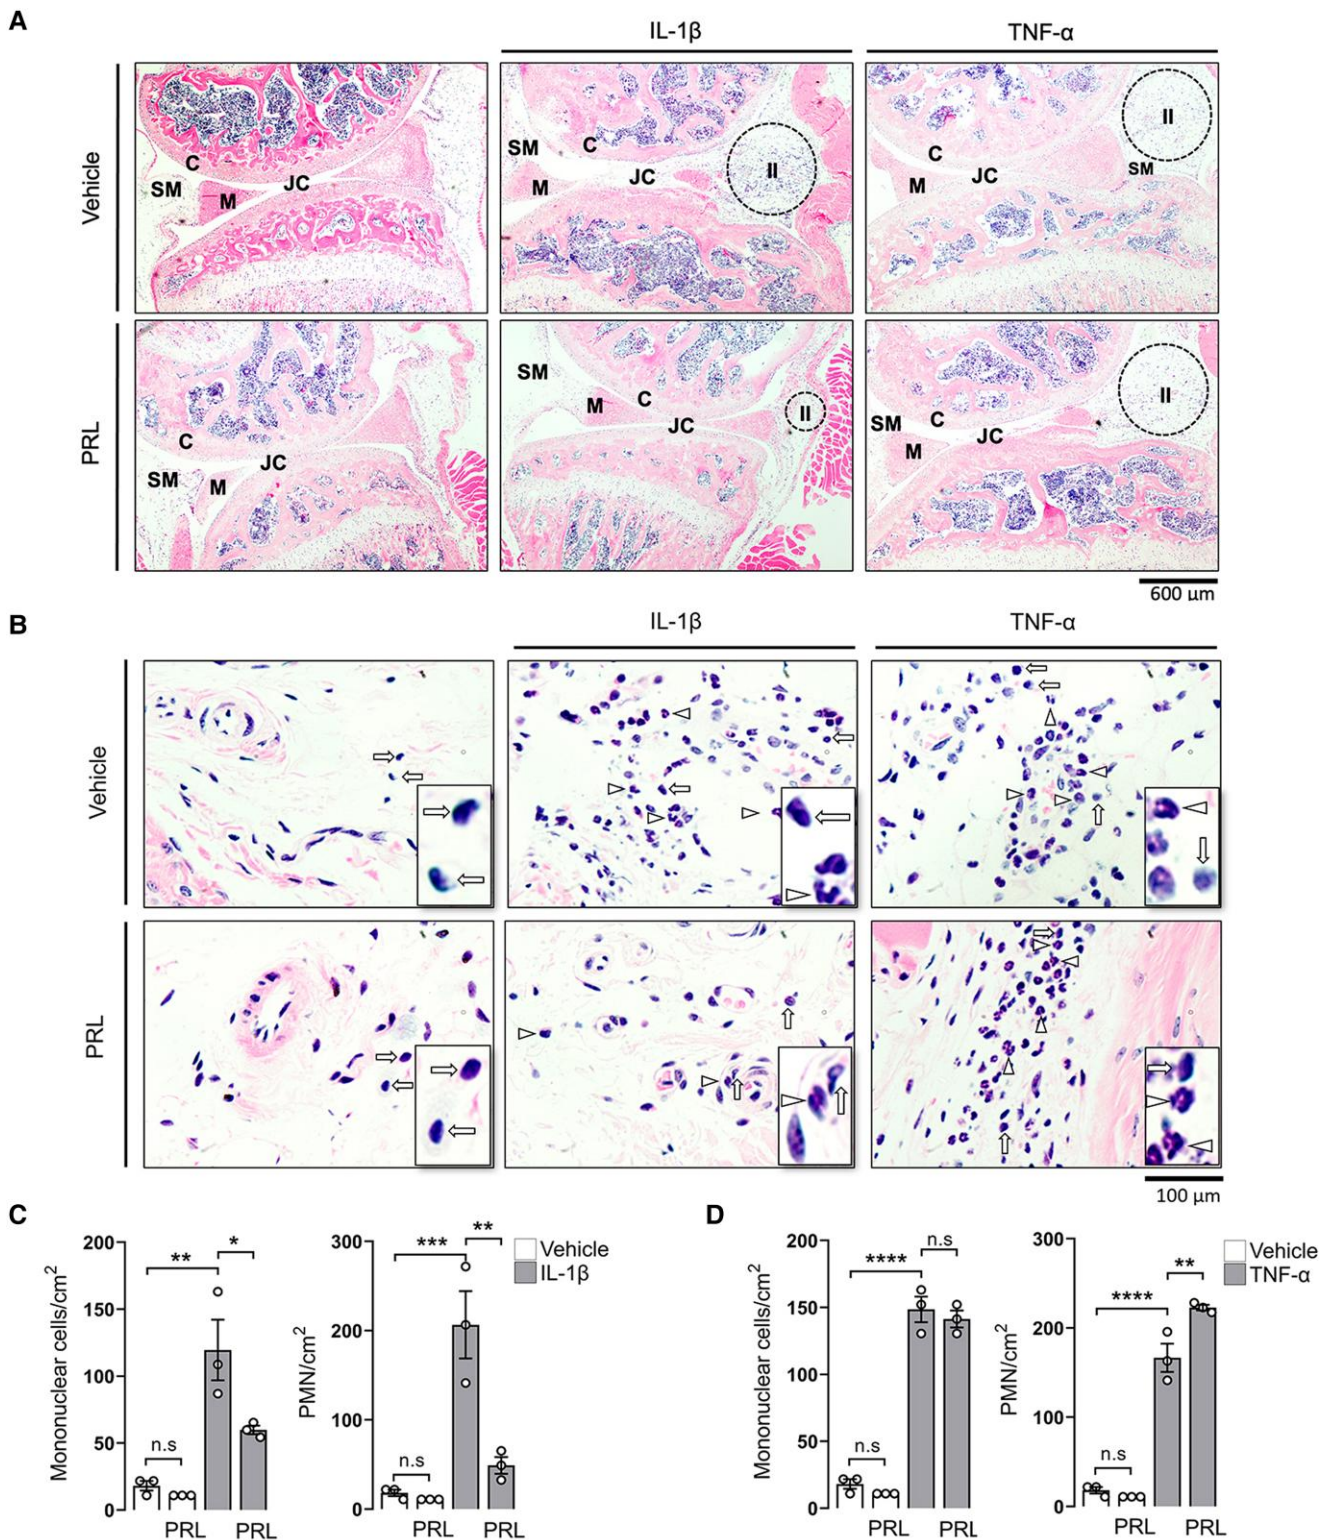 A
IL-1β
TNF-α
Vehicle
C
SM
M
JC
SM
C
M
JC
II
C
M
JC
SM
II
PRL
C
SM
M
JC
SM
M
C
JC
II
C
SM
M
JC
II
600 µm
B
IL-1β
TNF-α
Vehicle
PRL
100 µm
C
Mononuclear cells/cm²
200
150
100
50
0
n.s
**
*
PRL
PRL
PMN/cm²
300
200
100
0
n.s
***
**
PRL
PRL
Vehicle
IL-1β
D
Mononuclear cells/cm²
200
150
100
50
0
n.s
****
n.s
PRL
PRL
PMN/cm²
300
200
100
0
n.s
****
**
PRL
PRL
Vehicle
TNF-α